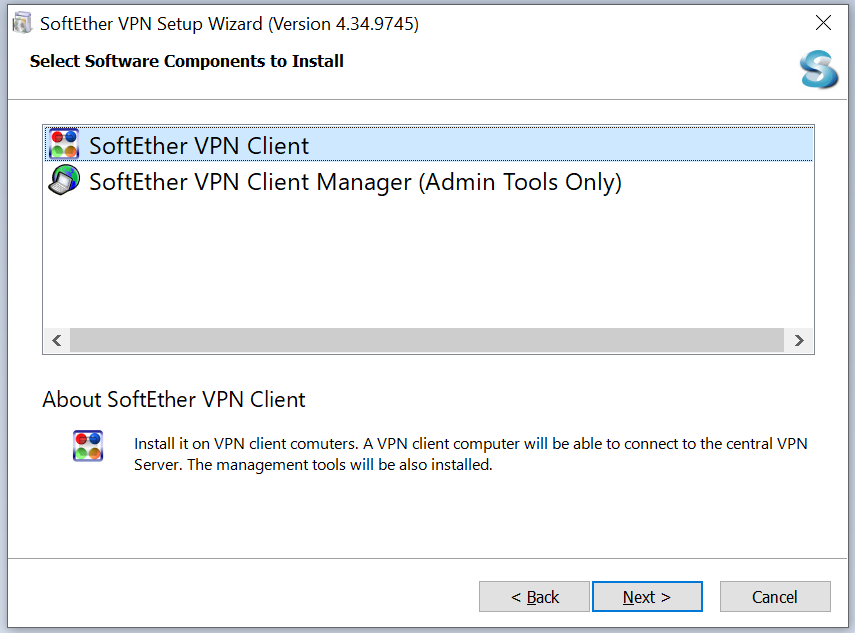 SoftEther VPN Setup Wizard (Version 4.34.9745)
Select Software Components to Install
SoftEther VPN Client
SoftEther VPN Client Manager (Admin Tools Only)
About SoftEther VPN Client
Install it on VPN client comuters. A VPN client computer will be able to connect to the central VPN
Server. The management tools will be also installed.
< Back
Next >
Cancel